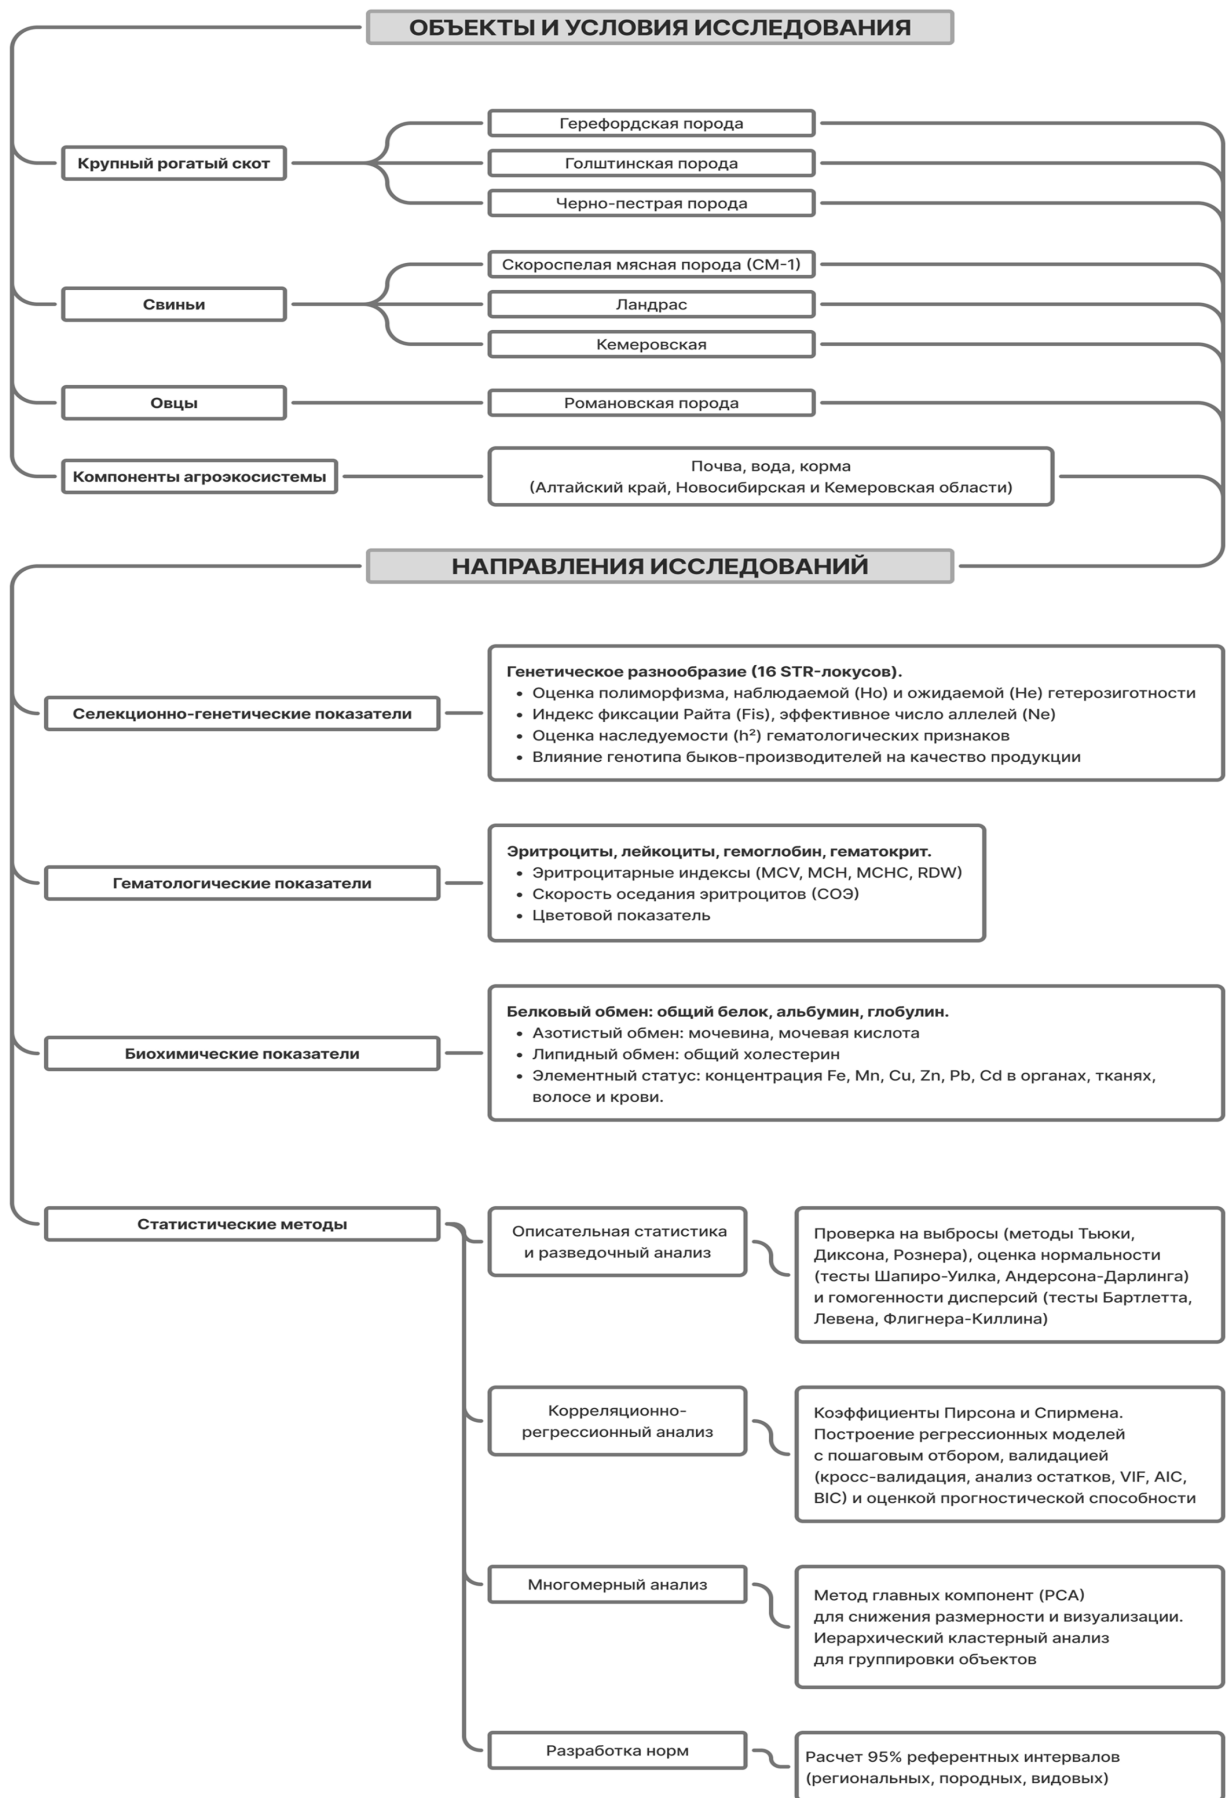 ОБЪЕКТЫ И УСЛОВИЯ ИССЛЕДОВАНИЯ
Крупный рогатый скот
Герефордская порода
Голштинская порода
Черно-пестрая порода
Свиньи
Скороспелая мясная порода (СМ-1)
Ландрас
Кемеровская
Овцы
Романовская порода
Компоненты агроэкосистемы
Почва, вода, корма
(Алтайский край, Новосибирская и Кемеровская области)
НАПРАВЛЕНИЯ ИССЛЕДОВАНИЙ
Селекционно-генетические показатели
Генетическое разнообразие (16 STR-локусов).
• Оценка полиморфизма, наблюдаемой (Ho) и ожидаемой (He) гетерозиготности
• Индекс фиксации Райта (Fis), эффективное число аллелей (Ne)
• Оценка наследуемости (h²) гематологических признаков
• Влияние генотипа быков-производителей на качество продукции
Гематологические показатели
Эритроциты, лейкоциты, гемоглобин, гематокрит.
• Эритроцитарные индексы (MCV, MCH, MCHC, RDW)
• Скорость оседания эритроцитов (СОЭ)
• Цветовой показатель
Биохимические показатели
Белковый обмен: общий белок, альбумин, глобулин.
• Азотистый обмен: мочевина, мочевая кислота
• Липидный обмен: общий холестерин
• Элементный статус: концентрация Fe, Mn, Cu, Zn, Pb, Cd в органах, тканях,
волосе и крови.
Статистические методы
Описательная статистика
и разведочный анализ
Проверка на выбросы (методы Тьюки,
Диксона, Рознера), оценка нормальности
(тесты Шапиро-Уилка, Андерсона-Дарлинга)
и гомогенности дисперсий (тесты Бартлетта,
Левена, Флигнера-Киллина)
Корреляционно-
регрессионный анализ
Коэффициенты Пирсона и Спирмена.
Построение регрессионных моделей
с пошаговым отбором, валидацией
(кросс-валидация, анализ остатков, VIF, AIC,
BIC) и оценкой прогностической способности
Многомерный анализ
Метод главных компонент (PCA)
для снижения размерности и визуализации.
Иерархический кластерный анализ
для группировки объектов
Разработка норм
Расчет 95% референтных интервалов
(региональных, породных, видовых)